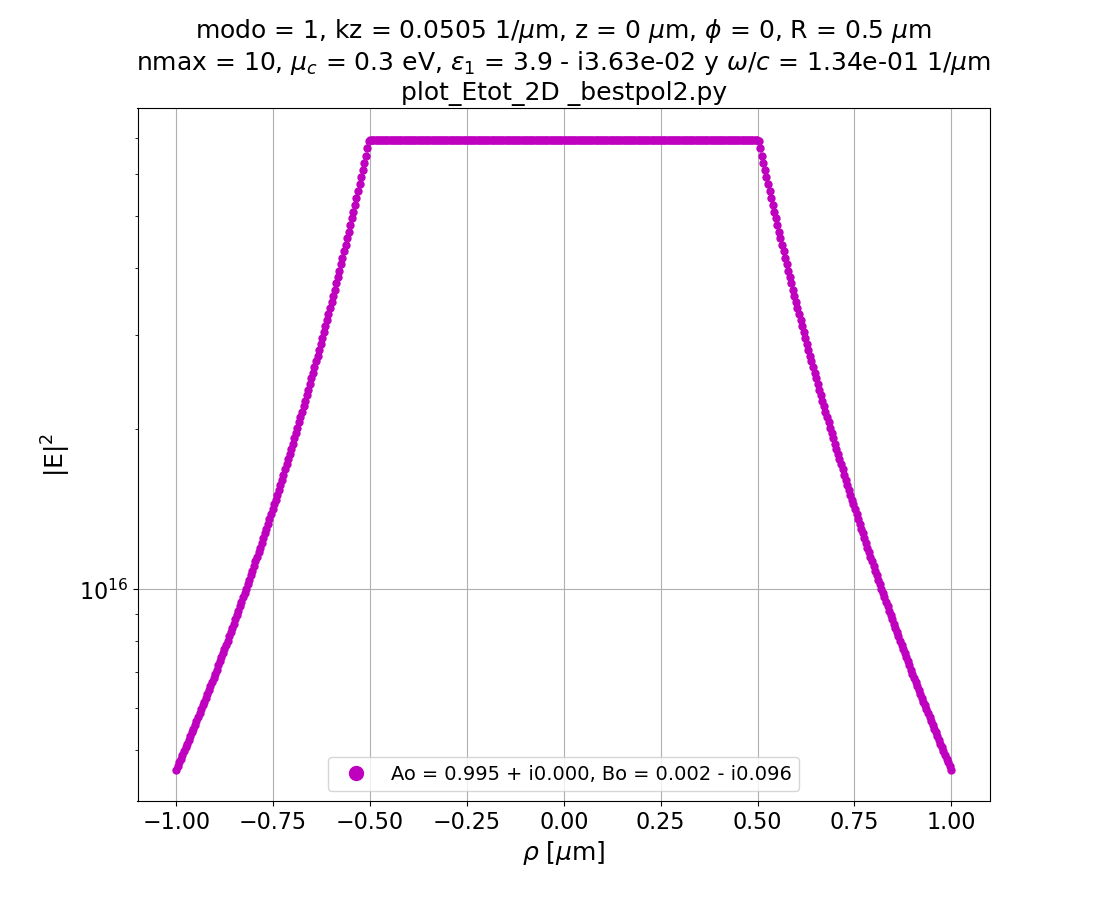 modo = 1, kz = 0.0505 1/μm, z = 0 μm, ϕ = 0, R = 0.5 μm
nmax = 10, μ_c = 0.3 eV, ε₁ = 3.9 - i3.63e-02 y ω/c = 1.34e-01 1/μm
plot_Etot_2D _bestpol2.py
|E|²
10¹⁶
Ao = 0.995 + i0.000, Bo = 0.002 - i0.096
−1.00 −0.75 −0.50 −0.25 0.00 0.25 0.50 0.75 1.00
ρ [μm]